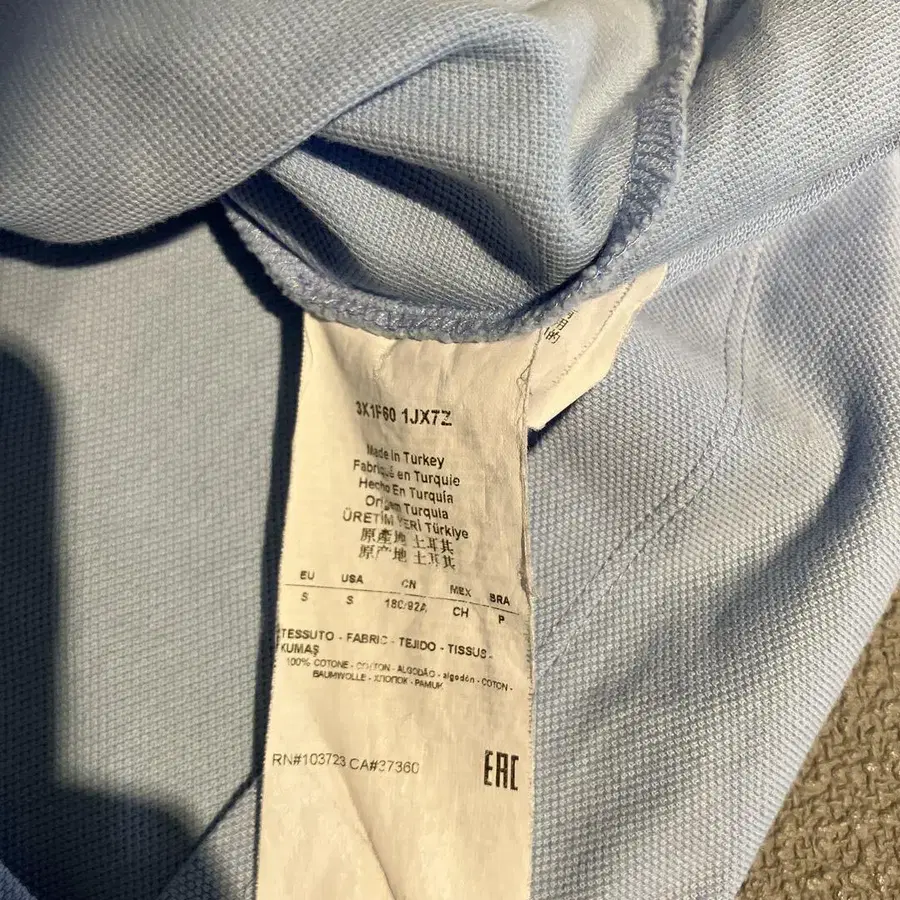 3X1F60 1JX7Z
Made in Turkey
Fabriqué en Turquie
Hecho En Turquía
Origem Turquia
ÜRETİM YERİ Türkiye
原產地 土耳其
原产地 土耳其
EU USA CN MEX BRA
S S 180/92A CH P
TESSUTO - FABRIC - TEJIDO - TISSUS -
KUMAŞ
100% COTONE - COTTON - ALGODÃO - algodón - COTON -
BAUMWOLLE - ХЛОПОК - PAMUK
RN#103723 CA#37360
EAC